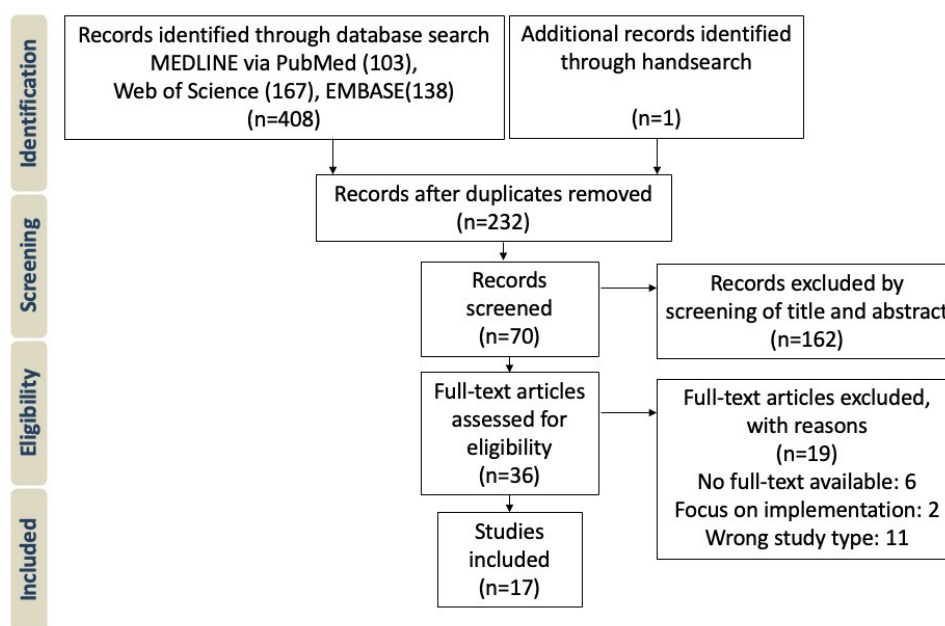 Identification
Records identified through database search
MEDLINE via PubMed (103),
Web of Science (167), EMBASE(138)
(n=408)
Additional records identified
through handsearch
(n=1)
Records after duplicates removed
(n=232)
Screening
Records
screened
(n=70)
Records excluded by
screening of title and abstract
(n=162)
Eligibility
Full-text articles
assessed for
eligibility
(n=36)
Full-text articles excluded,
with reasons
(n=19)
No full-text available: 6
Focus on implementation: 2
Wrong study type: 11
Included
Studies
included
(n=17)